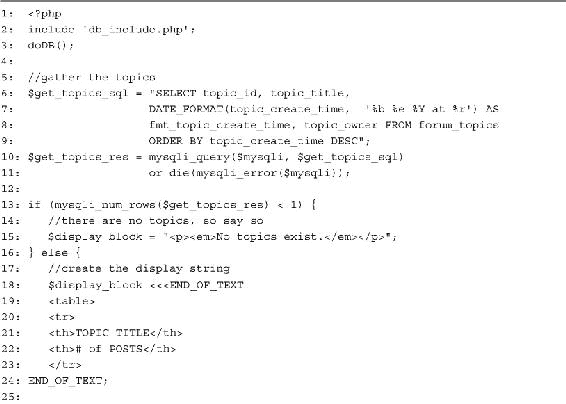 1: <?php
2: include 'db_include.php';
3: doDB();
4:
5: //gather the topics
6: $get_topics_sql = "SELECT topic_id, topic_title,
7: DATE_FORMAT(topic_create_time, '%b %e %Y at %r') AS
8: fmt_topic_create_time, topic_owner FROM forum_topics
9: ORDER BY topic_create_time DESC";
10: $get_topics_res = mysqli_query($mysqli, $get_topics_sql)
11: or die(mysqli_error($mysqli));
12:
13: if (mysqli_num_rows($get_topics_res) < 1) {
14: //there are no topics, so say so
15: $display_block = "<p><em>No topics exist.</em></p>";
16: } else {
17: //create the display string
18: $display_block <<<END_OF_TEXT
19: <table>
20: <tr>
21: <th>TOPIC TITLE</th>
22: <th># of POSTS</th>
23: </tr>
24: END_OF_TEXT;
25: